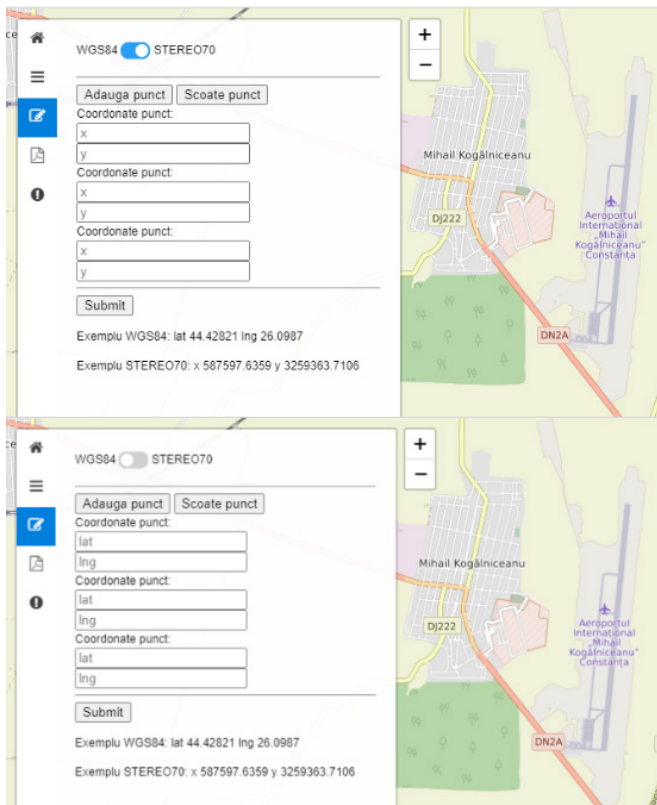 ce
WGS84 STEREO70
+
−
Adauga punct Scoate punct
Coordonate punct:
x
y
Coordonate punct:
x
y
Coordonate punct:
x
y
Submit
Exemplu WGS84: lat 44.42821 lng 26.0987
Exemplu STEREO70: x 587597.6359 y 3259363.7106
Mihail Kogălniceanu
DJ222
Aeroportul
Internațional
„Mihail
Kogălniceanu”
Constanța
DN2A
WGS84 STEREO70
+
−
Adauga punct Scoate punct
Coordonate punct:
lat
lng
Coordonate punct:
lat
lng
Coordonate punct:
lat
lng
Submit
Exemplu WGS84: lat 44.42821 lng 26.0987
Exemplu STEREO70: x 587597.6359 y 3259363.7106
Mihail Kogălniceanu
DJ222
Aeroportul
Internațional
„Mihail
Kogălniceanu”
Constanța
DN2A